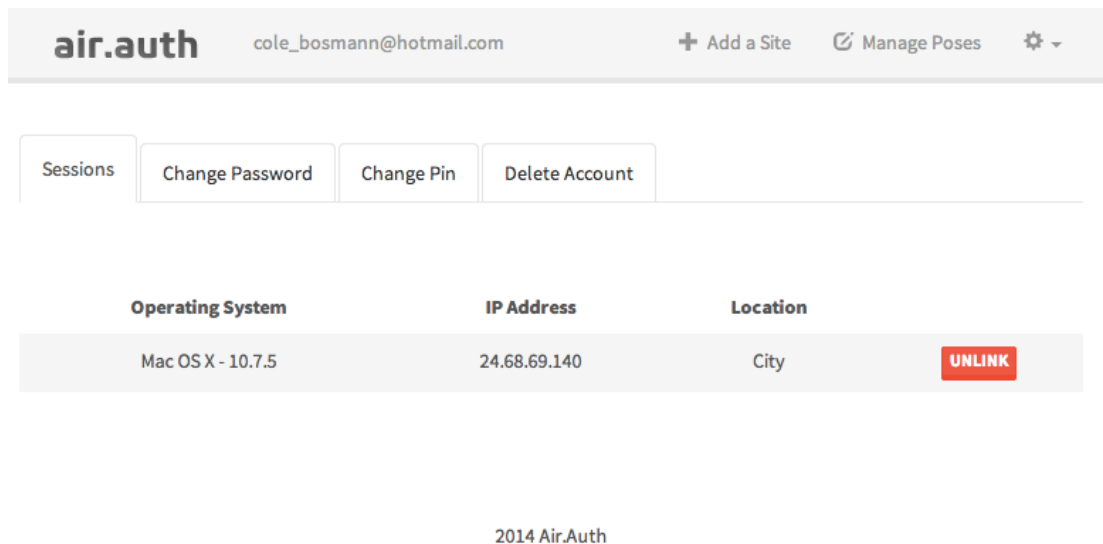 air.auth cole_bosmann@hotmail.com Add a Site Manage Poses
Sessions Change Password Change Pin Delete Account
Operating System IP Address Location
Mac OS X - 10.7.5 24.68.69.140 City UNLINK
2014 Air.Auth